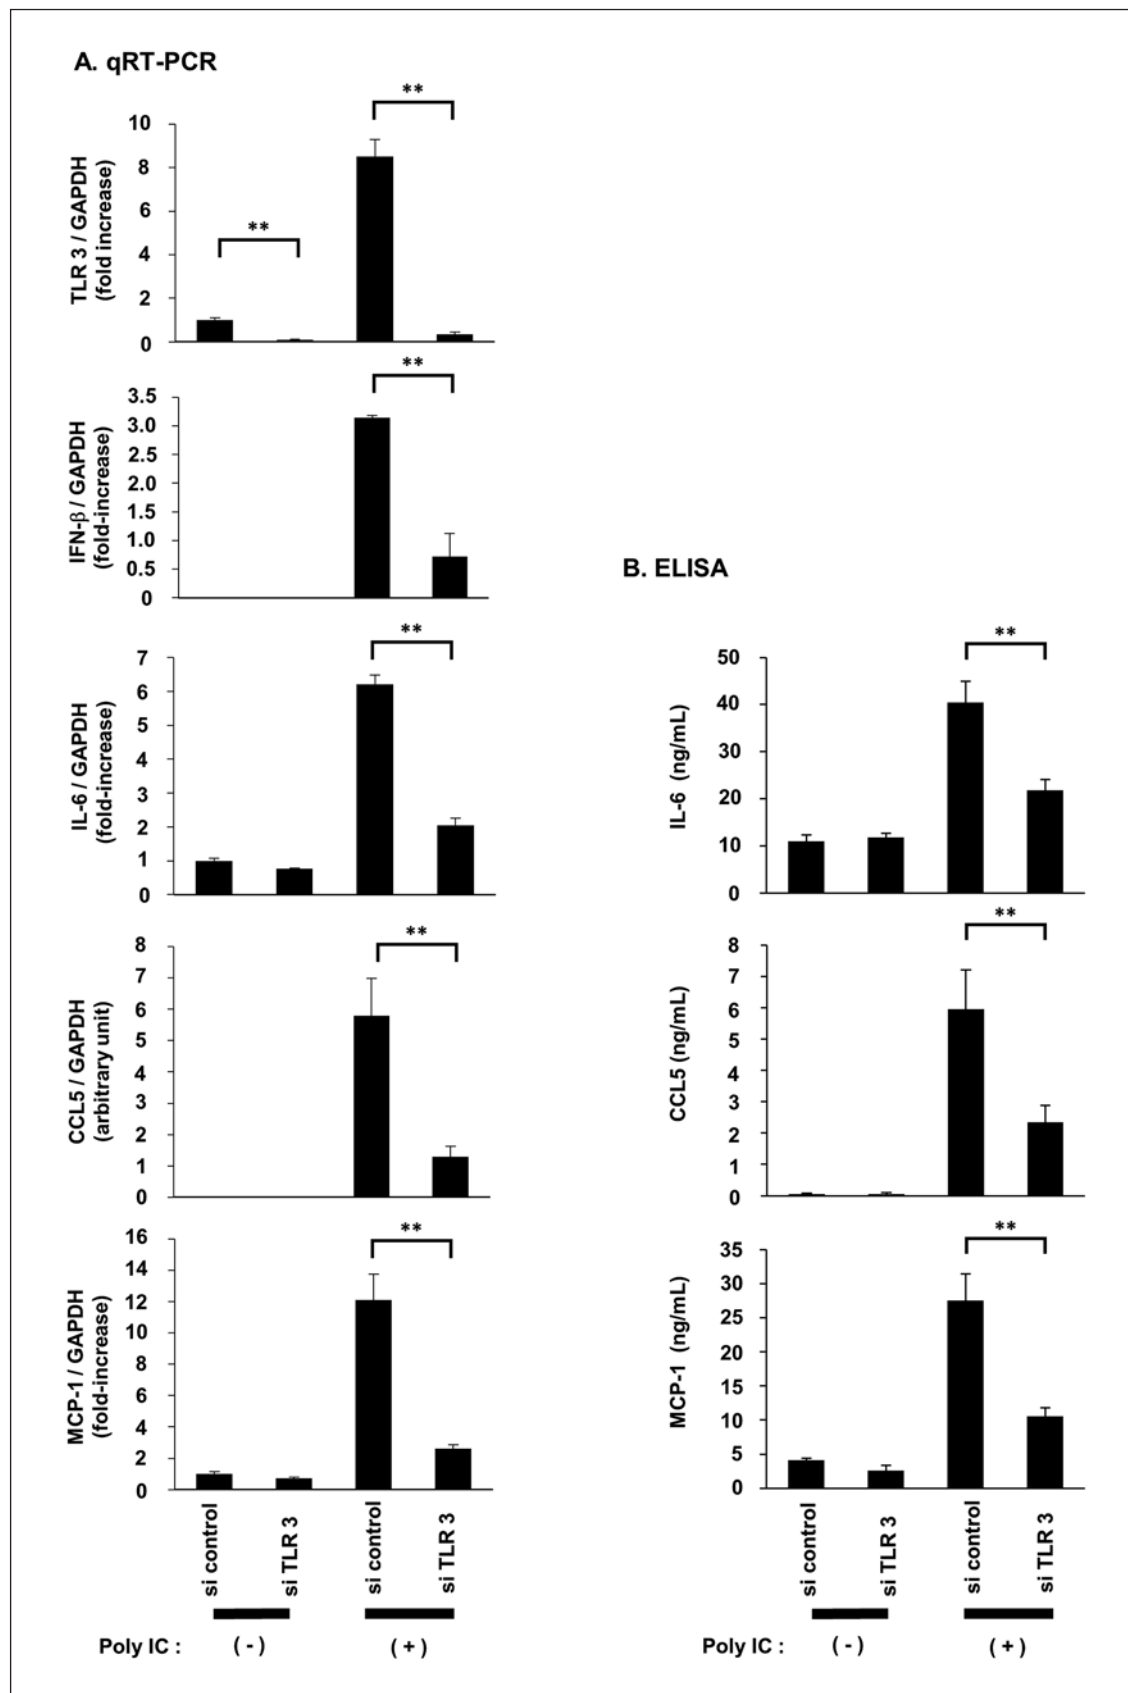 A. qRT-PCR
**
10
8
6
4
2
0
TLR 3 / GAPDH
(fold increase)
**
**
3.5
3.0
2.5
2.0
1.5
1.0
0.5
0
IFN-β / GAPDH
(fold-increase)
**
7
6
5
4
3
2
1
0
IL-6 / GAPDH
(fold-increase)
**
8
7
6
5
4
3
2
1
0
CCL5 / GAPDH
(arbitrary unit)
**
16
14
12
10
8
6
4
2
0
MCP-1 / GAPDH
(fold-increase)
si control
si TLR 3
si control
si TLR 3
Poly IC : ( - ) ( + )
B. ELISA
**
50
40
30
20
10
0
IL-6 (ng/mL)
**
8
7
6
5
4
3
2
1
0
CCL5 (ng/mL)
**
35
30
25
20
15
10
5
0
MCP-1 (ng/mL)
si control
si TLR 3
si control
si TLR 3
Poly IC : ( - ) ( + )